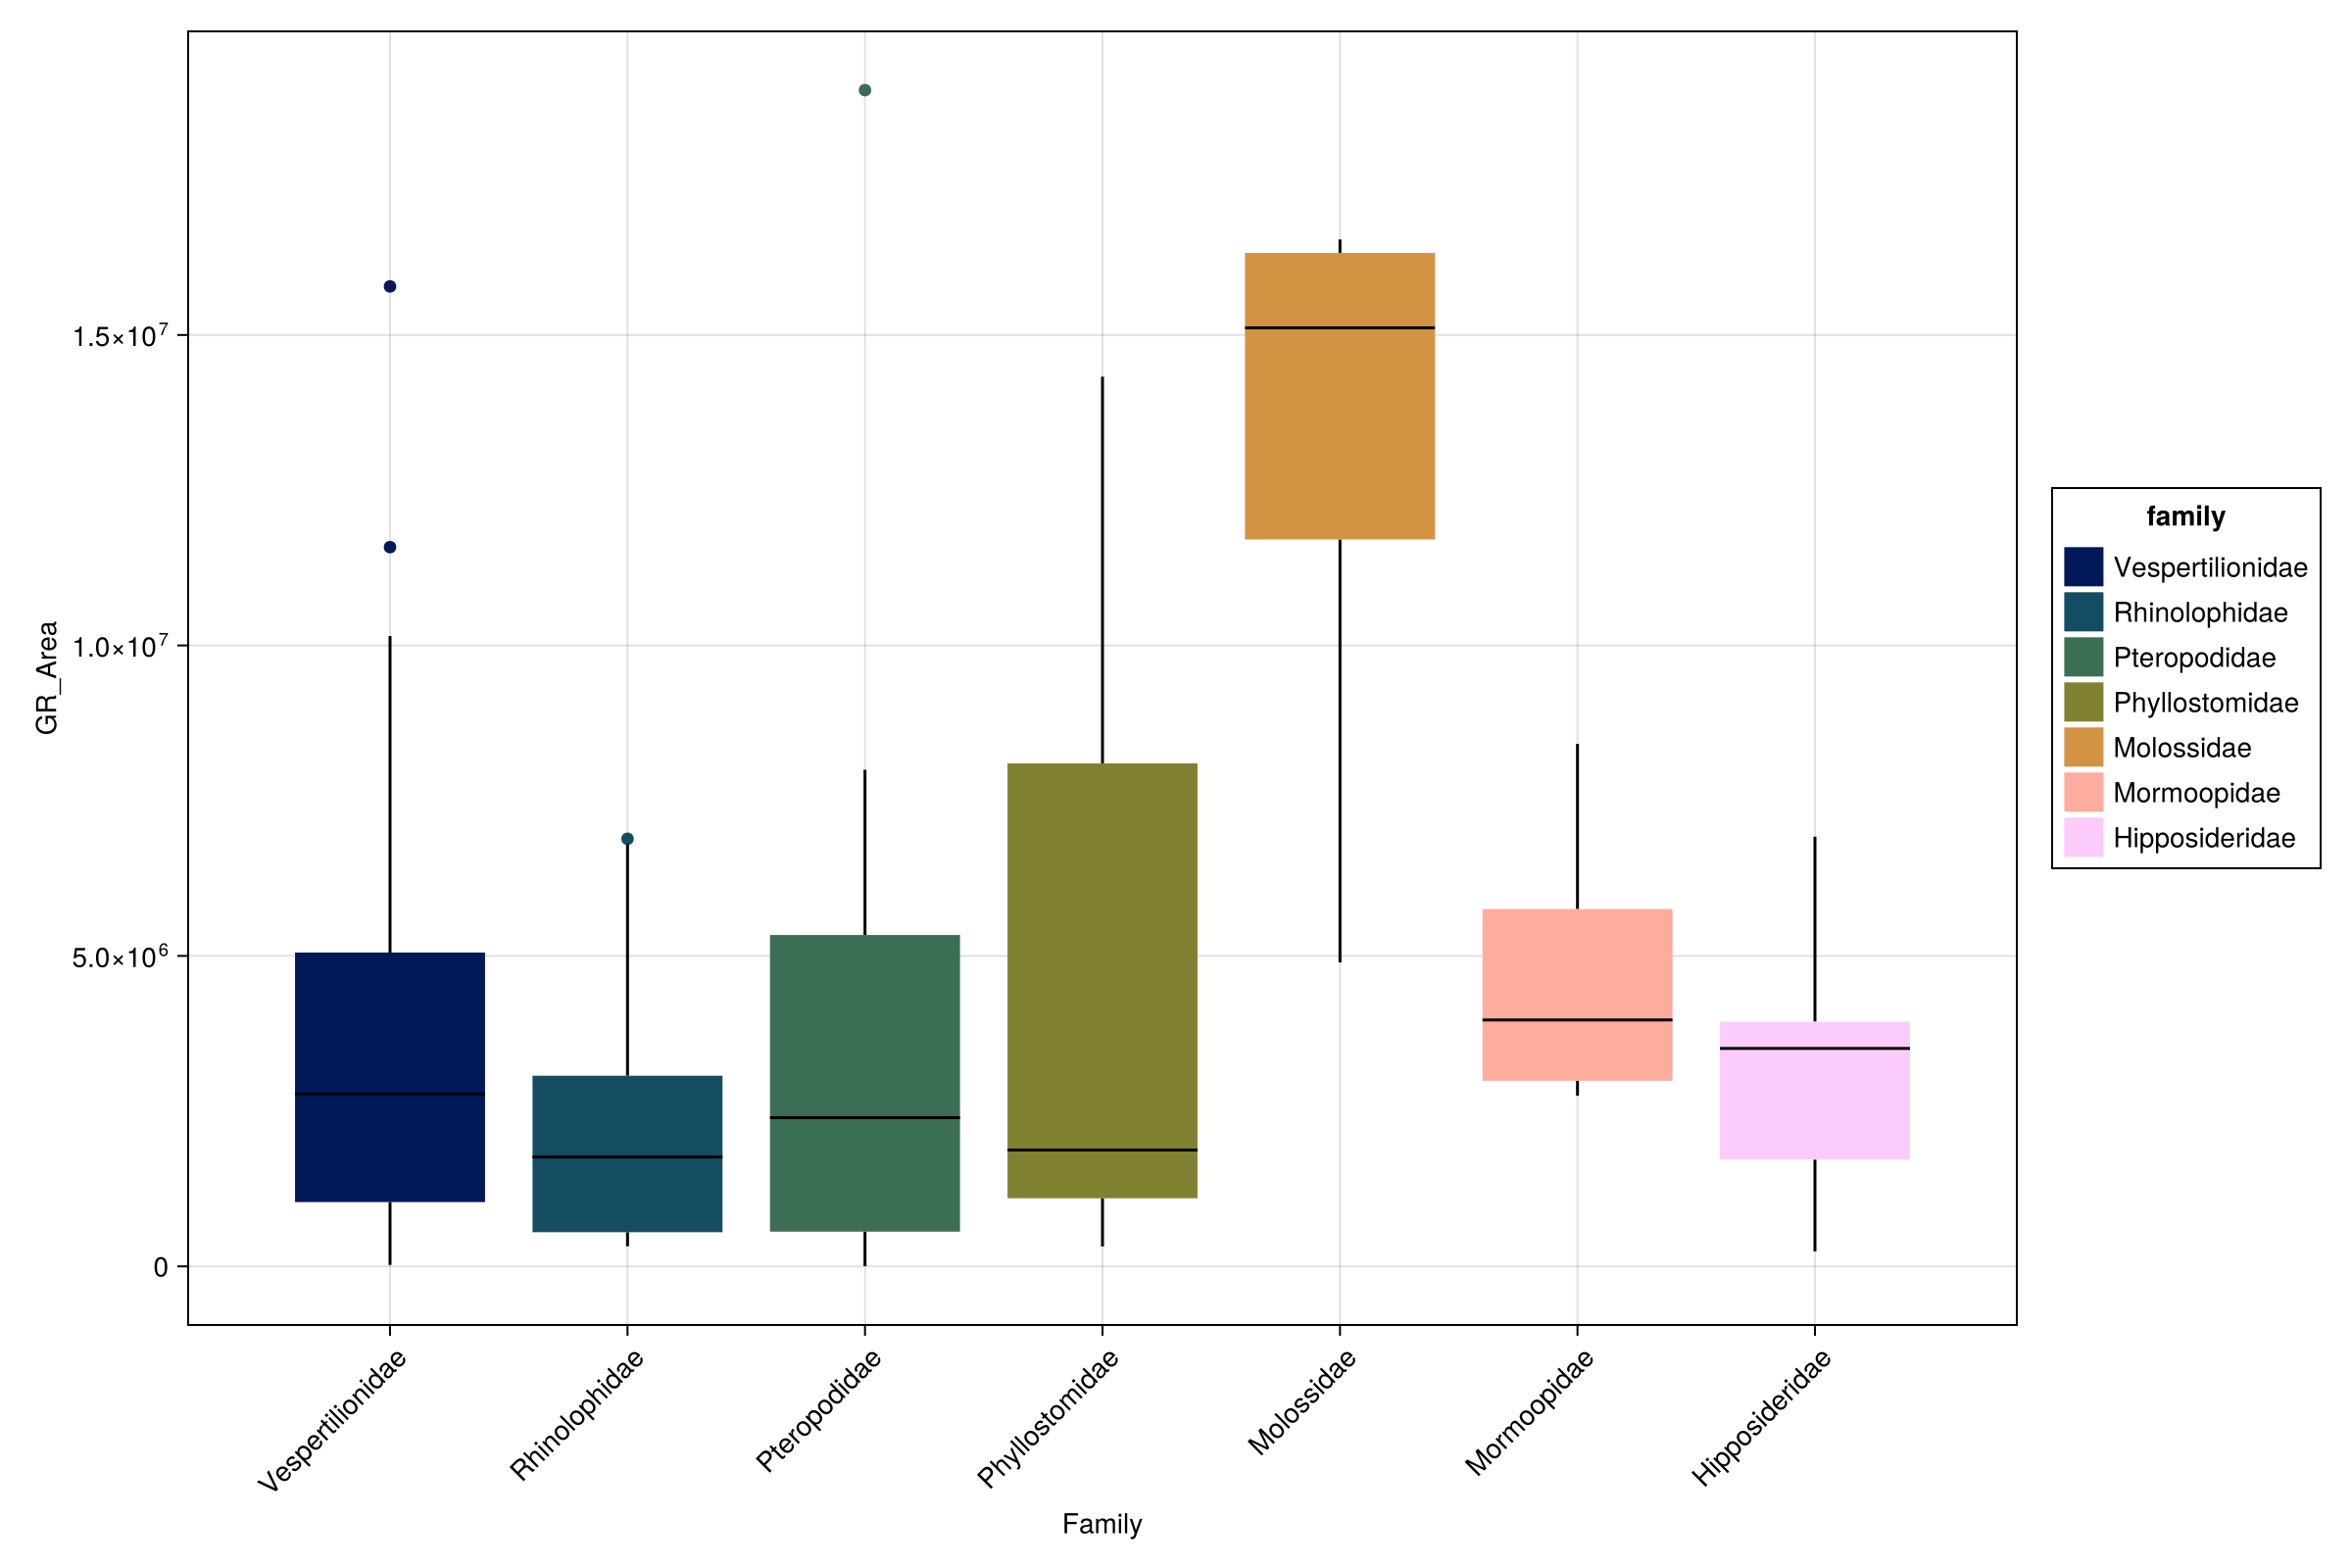 1.5×10⁷
1.0×10⁷
5.0×10⁶
0
GR_Area
Vespertilionidae
Rhinolophidae
Pteropodidae
Phyllostomidae
Molossidae
Mormoopidae
Hipposideridae
Family
family
Vespertilionidae
Rhinolophidae
Pteropodidae
Phyllostomidae
Molossidae
Mormoopidae
Hipposideridae